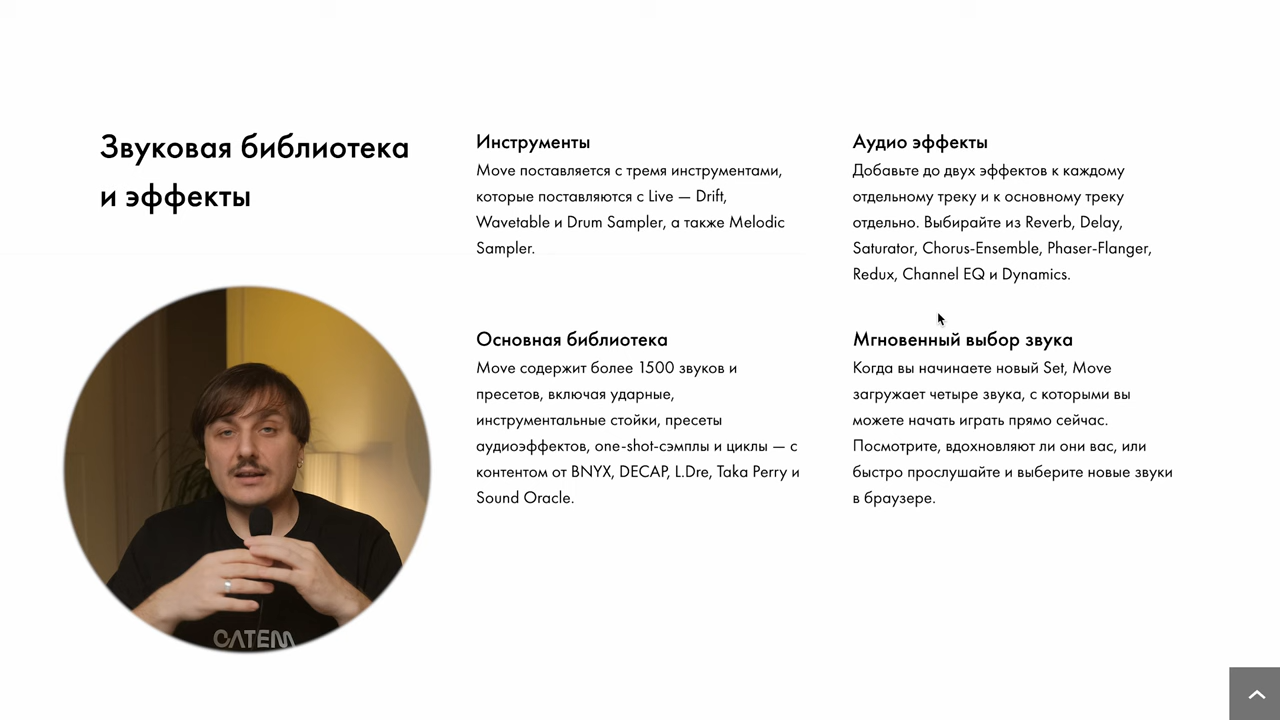 Звуковая библиотека
и эффекты
Инструменты
Move поставляется с тремя инструментами,
которые поставляются с Live — Drift,
Wavetable и Drum Sampler, а также Melodic
Sampler.
Аудио эффекты
Добавьте до двух эффектов к каждому
отдельному треку и к основному треку
отдельно. Выбирайте из Reverb, Delay,
Saturator, Chorus-Ensemble, Phaser-Flanger,
Redux, Channel EQ и Dynamics.
Основная библиотека
Move содержит более 1500 звуков и
пресетов, включая ударные,
инструментальные стойки, пресеты
аудиоэффектов, one-shot-сэмплы и циклы — с
контентом от BNYX, DECAP, L.Dre, Taka Perry и
Sound Oracle.
Мгновенный выбор звука
Когда вы начинаете новый Set, Move
загружает четыре звука, с которыми вы
можете начать играть прямо сейчас.
Посмотрите, вдохновляют ли они вас, или
быстро прослушайте и выберите новые звуки
в браузере.